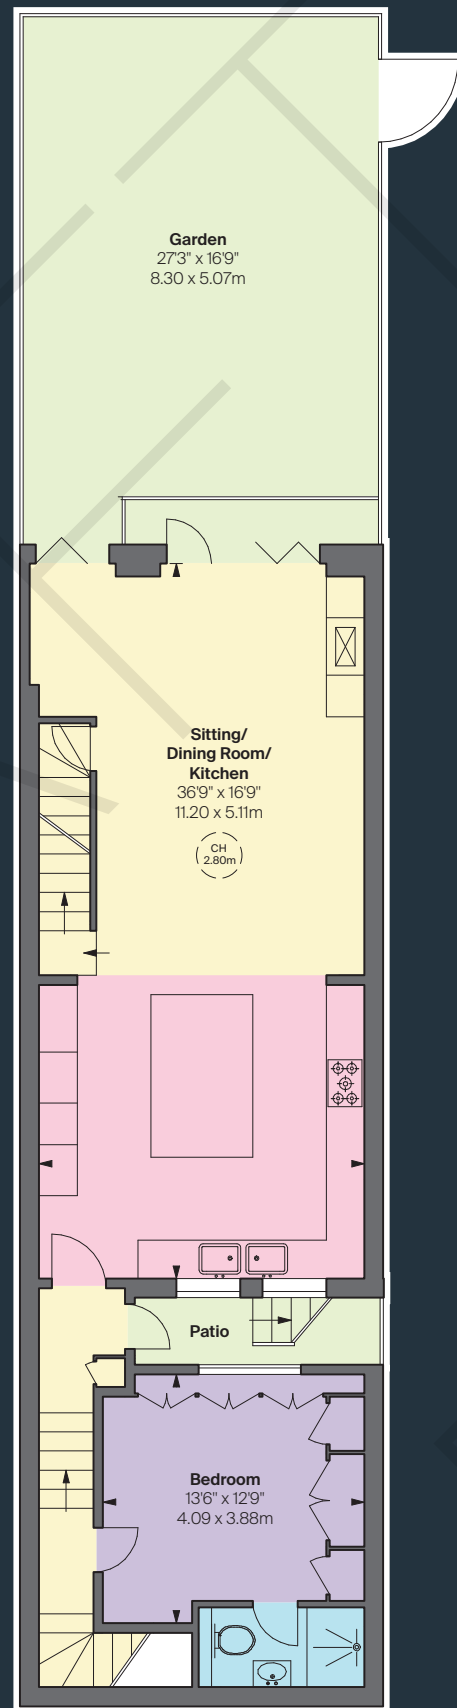 Garden
27'3" x 16'9"
8.30 x 5.07m
Sitting/
Dining Room/
Kitchen
36'9" x 16'9"
11.20 x 5.11m
CH
2.80m
Patio
Bedroom
13'6" x 12'9"
4.09 x 3.88m